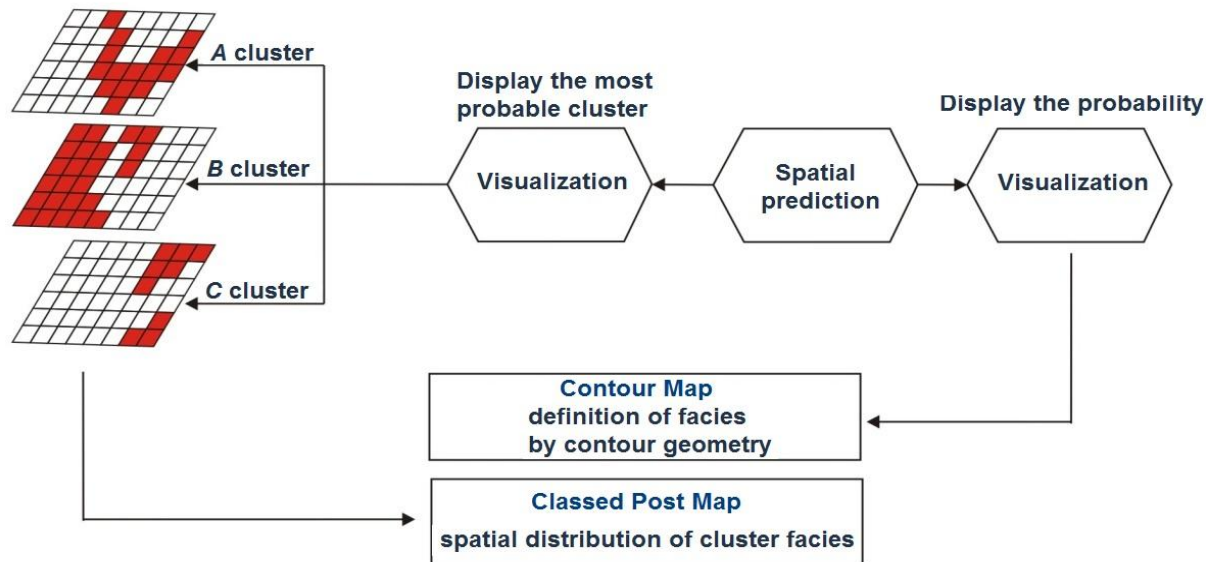 A cluster
B cluster
C cluster
Display the most
probable cluster
Visualization
Spatial
prediction
Display the probability
Visualization
Contour Map
definition of facies
by contour geometry
Classed Post Map
spatial distribution of cluster facies